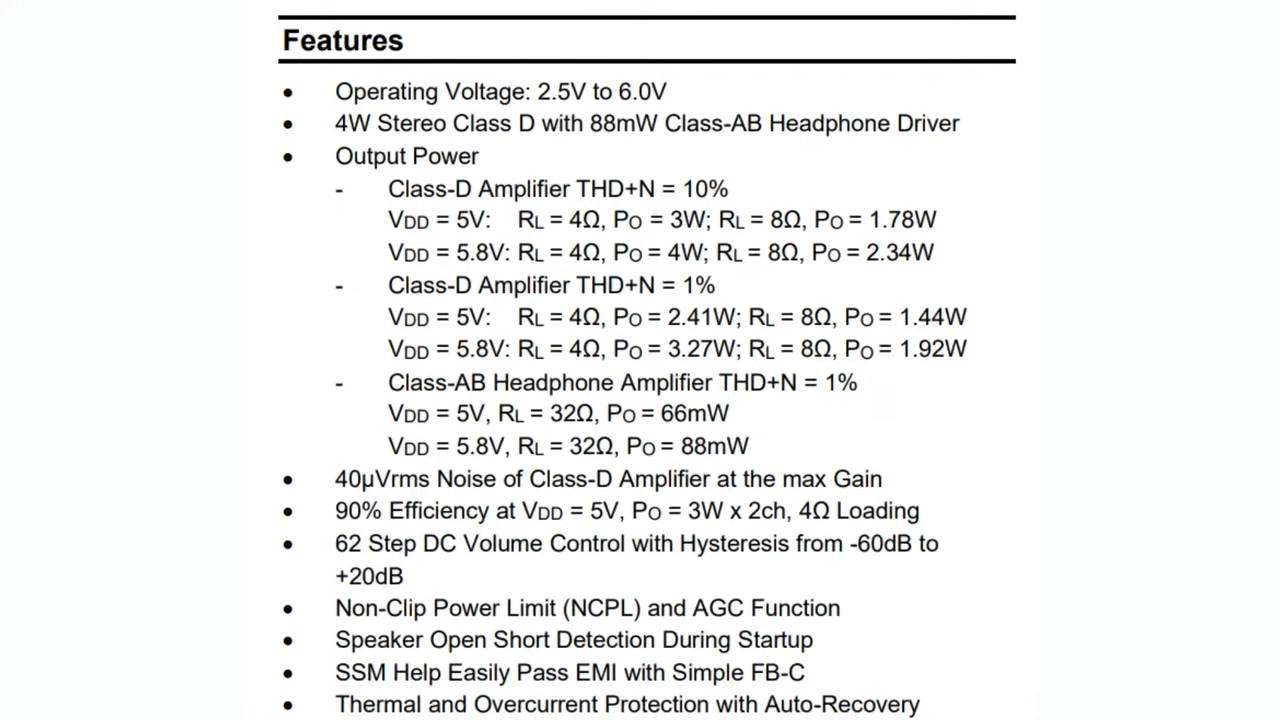 Features
• Operating Voltage: 2.5V to 6.0V
• 4W Stereo Class D with 88mW Class-AB Headphone Driver
• Output Power
- Class-D Amplifier THD+N = 10%
VDD = 5V: RL = 4Ω, PO = 3W; RL = 8Ω, PO = 1.78W
VDD = 5.8V: RL = 4Ω, PO = 4W; RL = 8Ω, PO = 2.34W
- Class-D Amplifier THD+N = 1%
VDD = 5V: RL = 4Ω, PO = 2.41W; RL = 8Ω, PO = 1.44W
VDD = 5.8V: RL = 4Ω, PO = 3.27W; RL = 8Ω, PO = 1.92W
- Class-AB Headphone Amplifier THD+N = 1%
VDD = 5V, RL = 32Ω, PO = 66mW
VDD = 5.8V, RL = 32Ω, PO = 88mW
• 40µVrms Noise of Class-D Amplifier at the max Gain
• 90% Efficiency at VDD = 5V, PO = 3W x 2ch, 4Ω Loading
• 62 Step DC Volume Control with Hysteresis from -60dB to
+20dB
• Non-Clip Power Limit (NCPL) and AGC Function
• Speaker Open Short Detection During Startup
• SSM Help Easily Pass EMI with Simple FB-C
• Thermal and Overcurrent Protection with Auto-Recovery